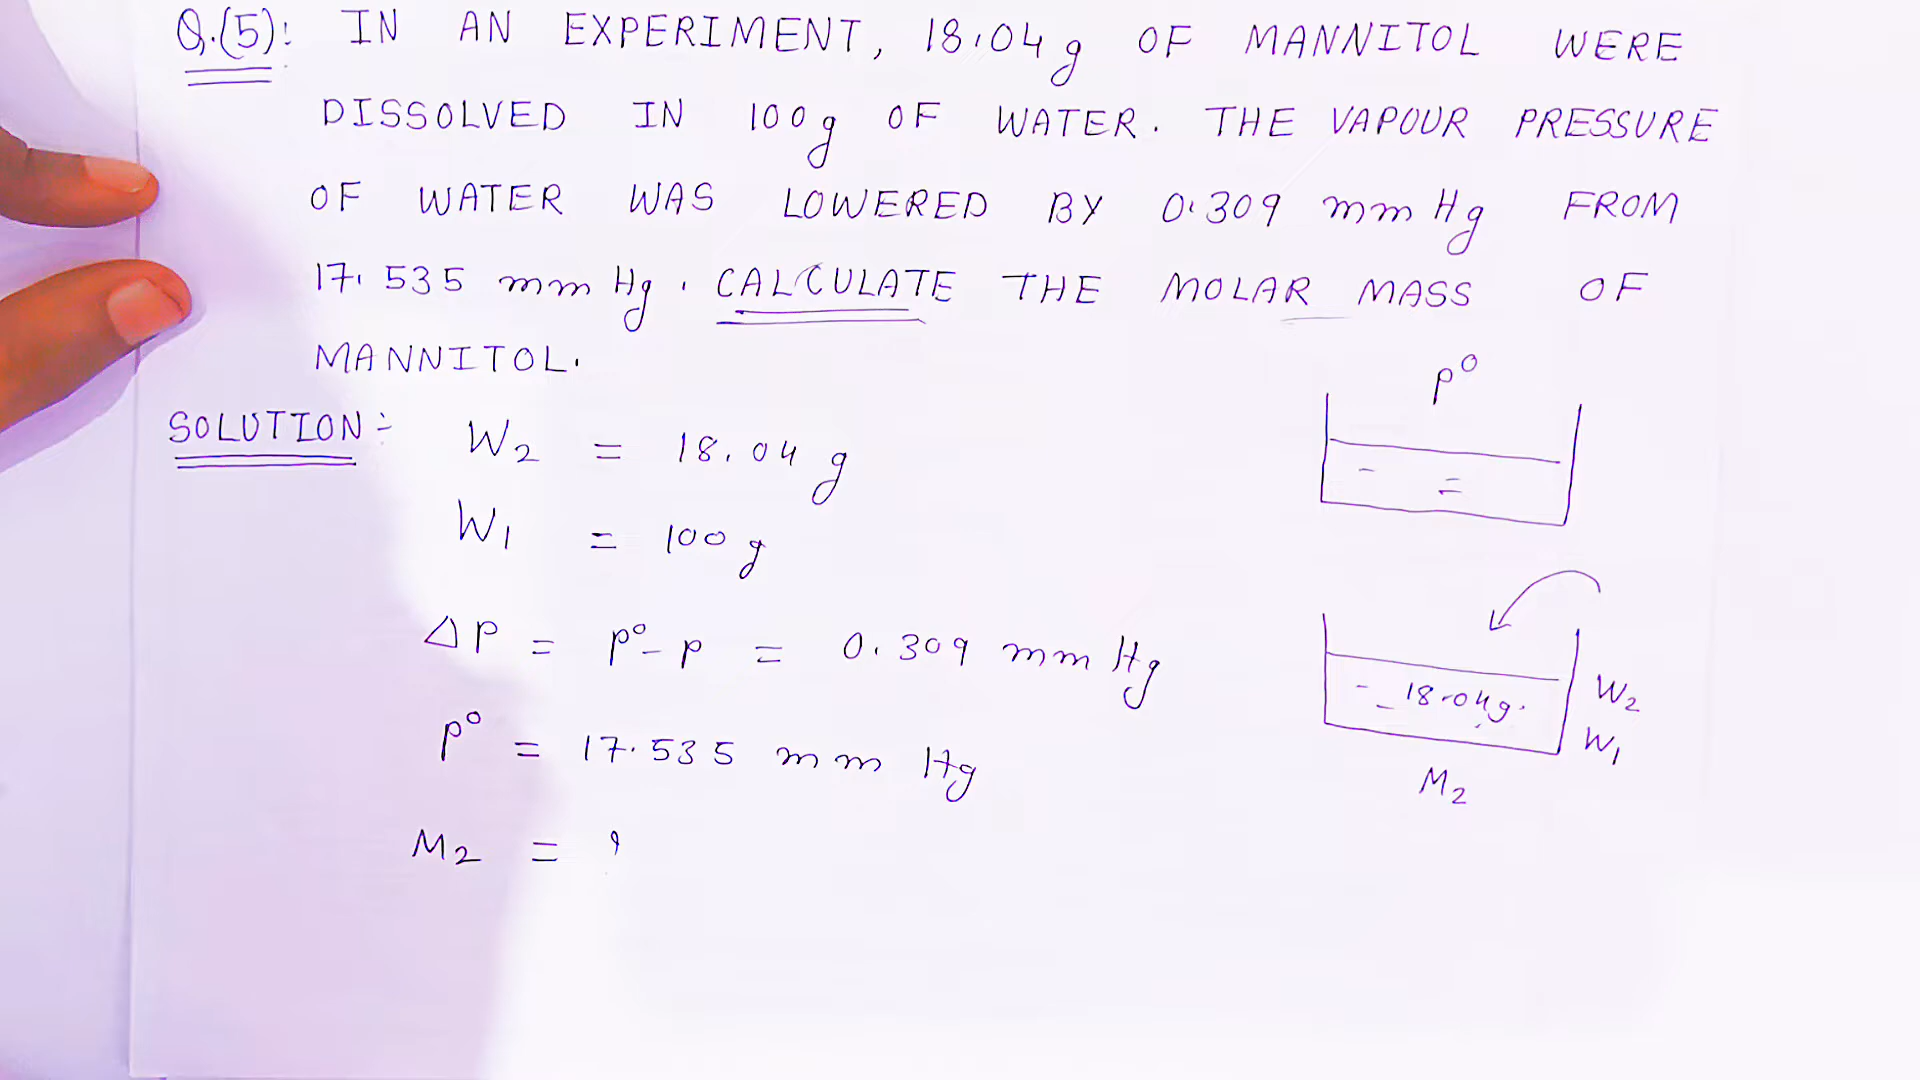 Q.(5): IN AN EXPERIMENT, 18.04 g OF MANNITOL WERE
DISSOLVED IN 100 g OF WATER. THE VAPOUR PRESSURE
OF WATER WAS LOWERED BY 0.309 mm Hg FROM
17.535 mm Hg. CALCULATE THE MOLAR MASS OF
MANNITOL.
SOLUTION:-
W2 = 18.04 g
W1 = 100 g
ΔP = P° - P = 0.309 mm Hg
P° = 17.535 mm Hg
M2 = ?
P°
18.04g.
W2
W1
M2